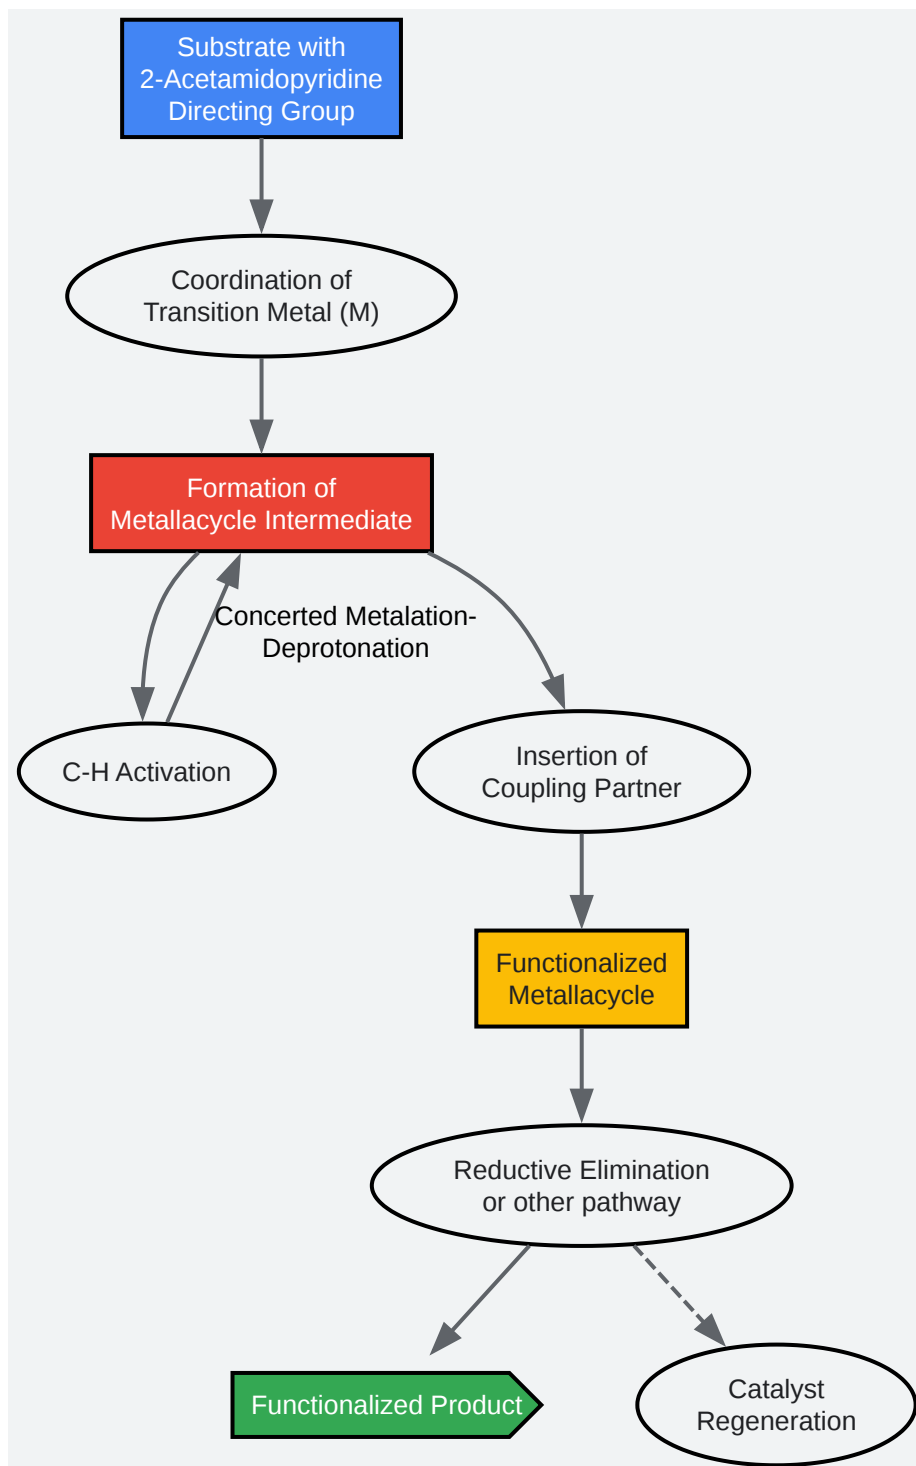 Substrate with
2-Acetamidopyridine
Directing Group
Coordination of
Transition Metal (M)
Formation of
Metallacycle Intermediate
Concerted Metalation-
Deprotonation
C-H Activation
Insertion of
Coupling Partner
Functionalized
Metallacycle
Reductive Elimination
or other pathway
Functionalized Product
Catalyst
Regeneration